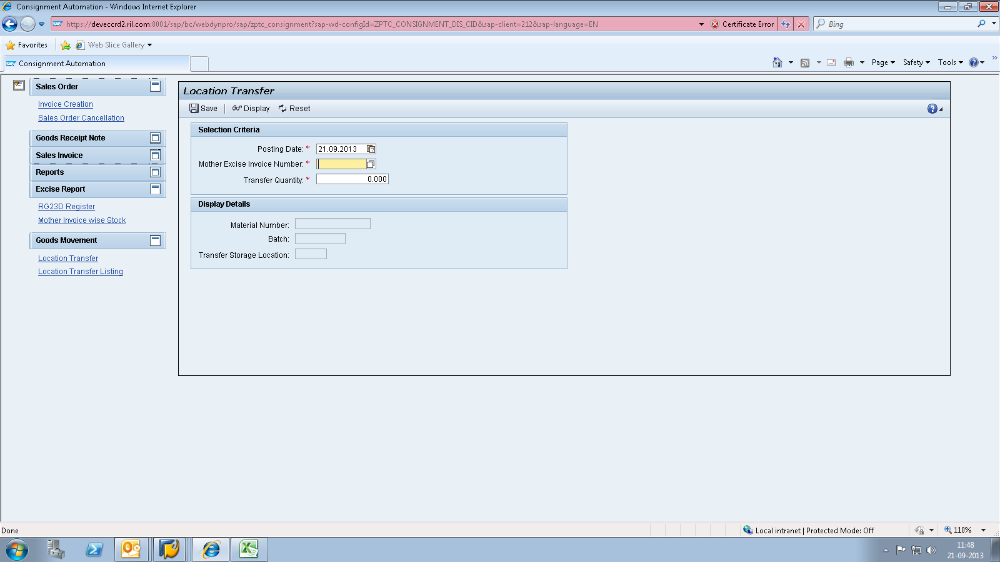 Consignment Automation - Windows Internet Explorer
https://deveccrd2.ril.com:8001/sap/bc/webdynpro/sap/zptc_consignment?sap-wd-configId=ZPTC_CONSIGNMENT_DIS_CID&sap-client=212&sap-language=EN
Certificate Error
Bing
Favorites
Web Slice Gallery
Consignment Automation
Page
Safety
Tools
Sales Order
Invoice Creation
Sales Order Cancellation
Goods Receipt Note
Sales Invoice
Reports
Excise Report
RG23D Register
Mother Invoice wise Stock
Goods Movement
Location Transfer
Location Transfer Listing
Location Transfer
Save
Display
Reset
Selection Criteria
Posting Date: * 21.09.2013
Mother Excise Invoice Number: *
Transfer Quantity: * 0.000
Display Details
Material Number:
Batch:
Transfer Storage Location:
Done
Local intranet | Protected Mode: Off
110%
11:48
21-09-2013